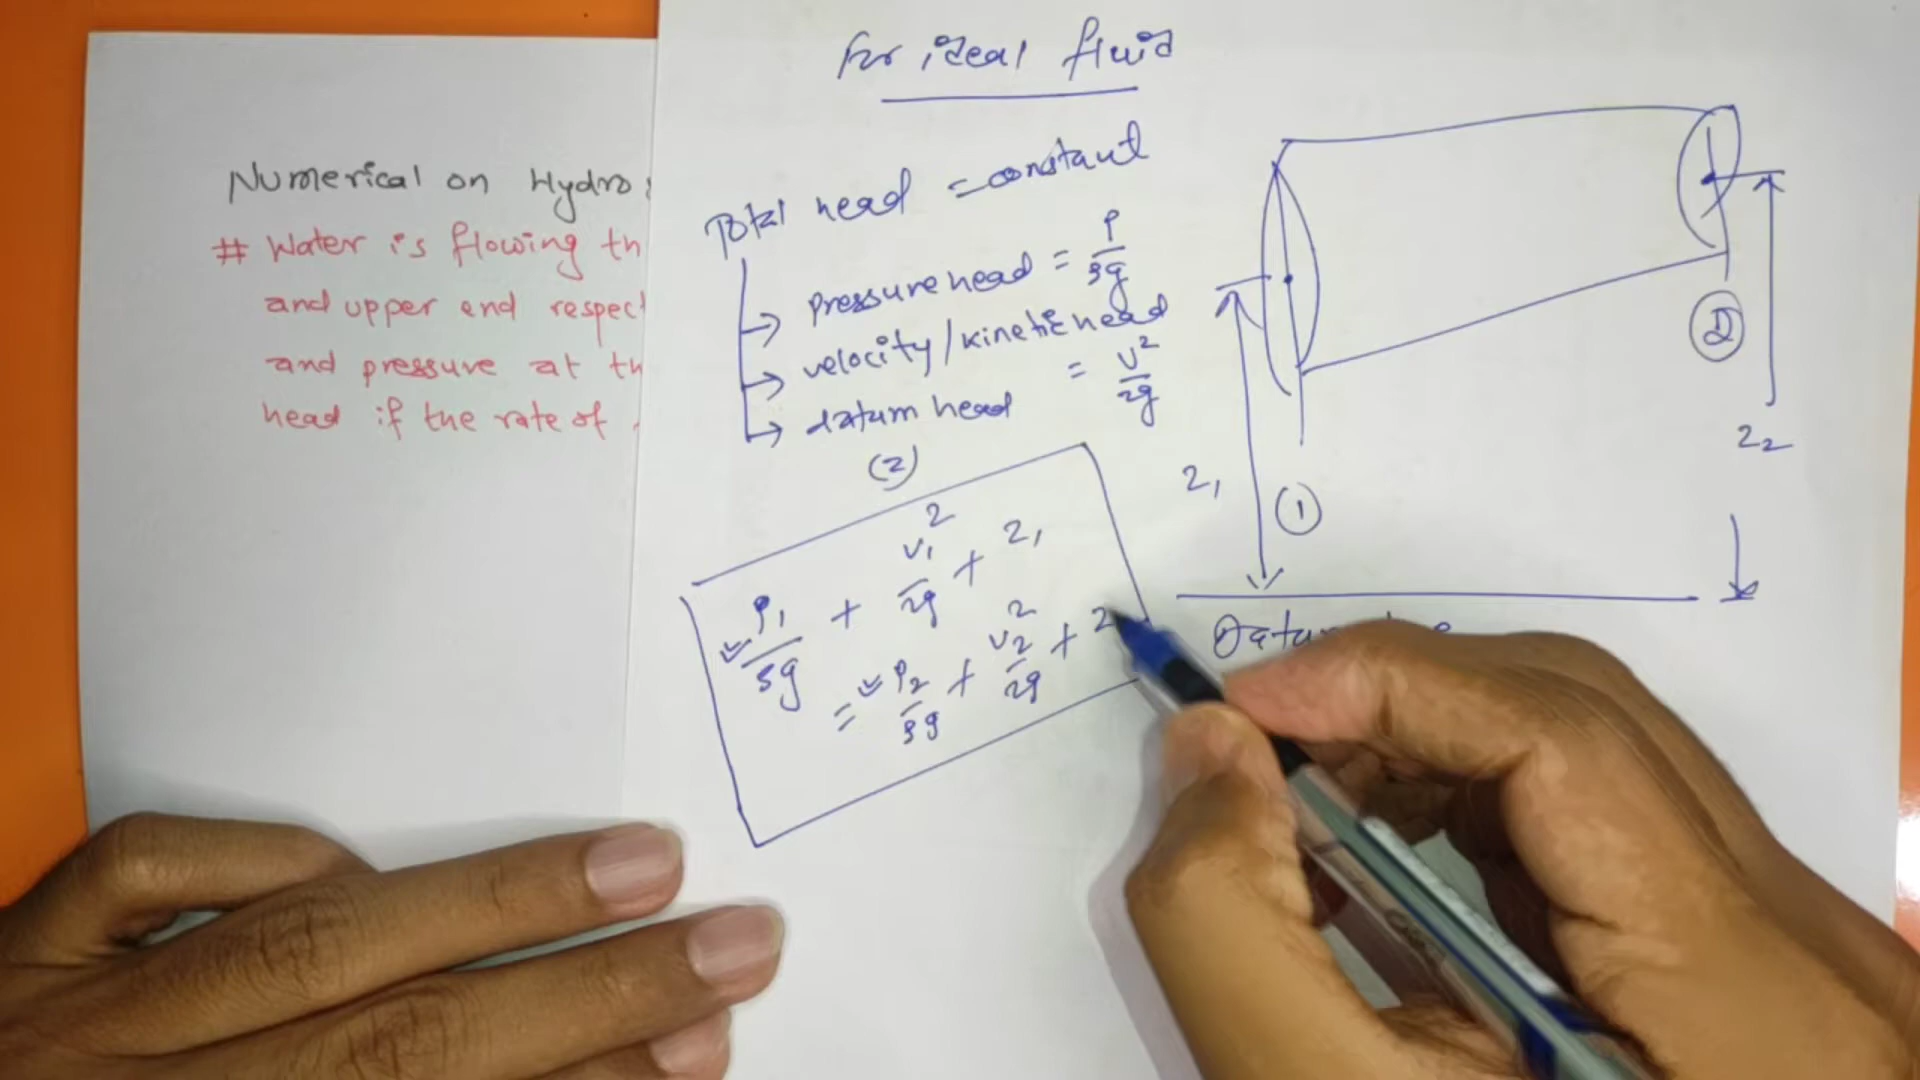 For ideal fluid
Numerical on Hydro
# Water is flowing th
and upper end respect
and pressure at th
head if the rate of
Total head = constant
→ pressure head = P/ρg
→ velocity/kinetic head
= V²/2g
→ datum head
(z)
P₁/ρg + V₁²/2g + z₁
= P₂/ρg + V₂²/2g + z
z₁
①
②
z₂